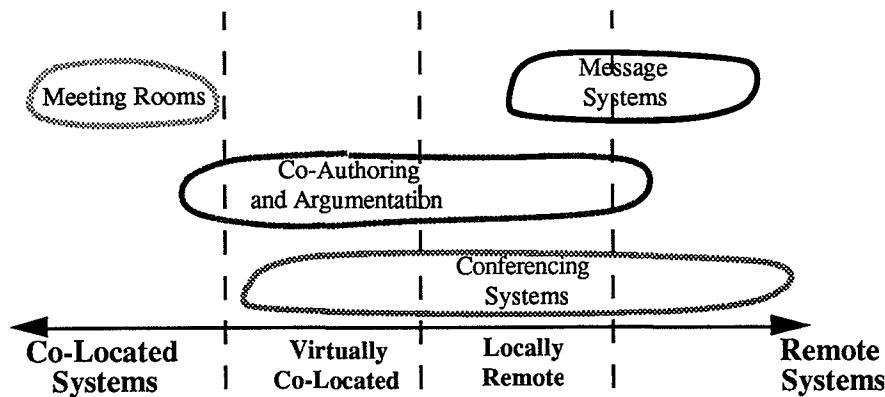 Meeting Rooms
Message
Systems
Co-Authoring
and Argumentation
Conferencing
Systems
Co-Located
Systems
Virtually
Co-Located
Locally
Remote
Remote
Systems